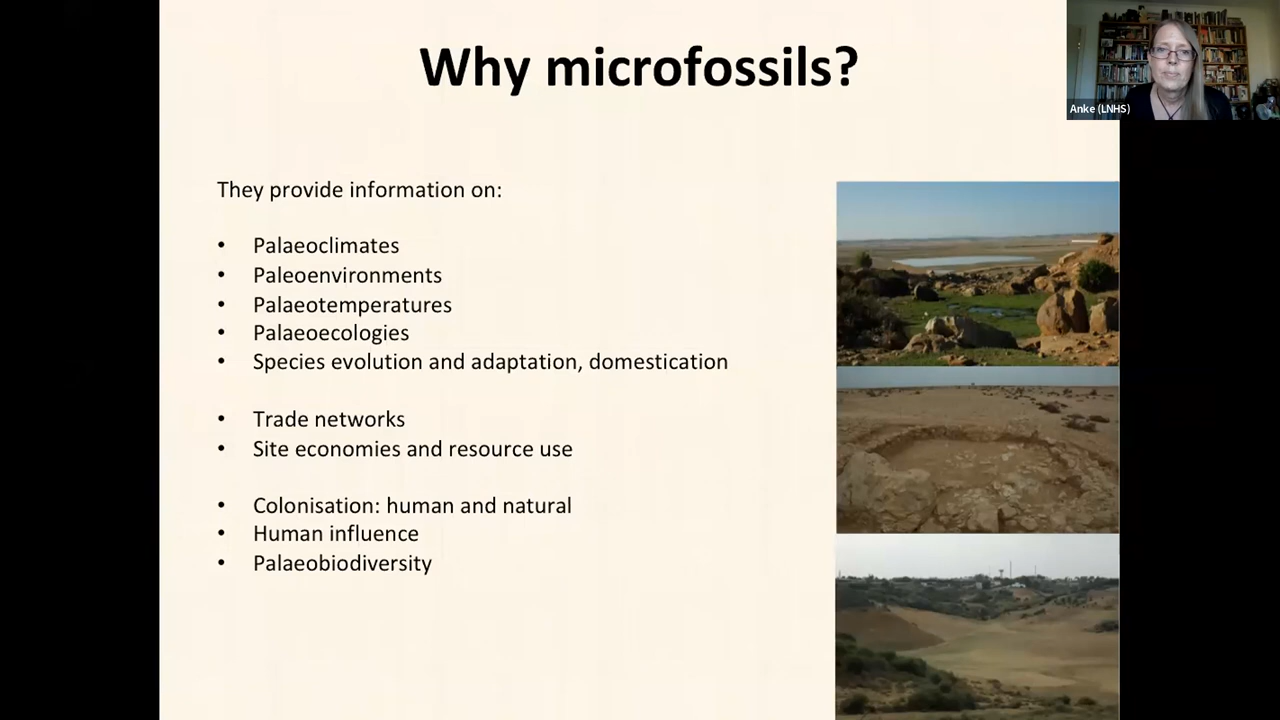 Why microfossils?
Anke (LNHS)
They provide information on:
• Palaeoclimates
• Paleoenvironments
• Palaeotemperatures
• Palaeoecologies
• Species evolution and adaptation, domestication
• Trade networks
• Site economies and resource use
• Colonisation: human and natural
• Human influence
• Palaeobiodiversity